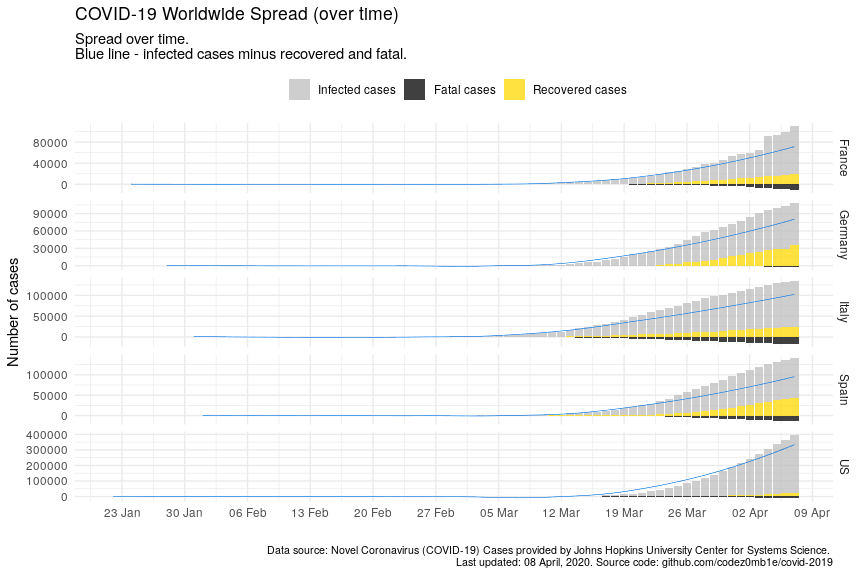 COVID-19 Worldwide Spread (over time)
Spread over time.
Blue line - infected cases minus recovered and fatal.
Infected cases Fatal cases Recovered cases
Number of cases
80000
40000
0
France
90000
60000
30000
0
Germany
100000
50000
0
Italy
100000
50000
0
Spain
400000
300000
200000
100000
0
US
23 Jan 30 Jan 06 Feb 13 Feb 20 Feb 27 Feb 05 Mar 12 Mar 19 Mar 26 Mar 02 Apr 09 Apr
Data source: Novel Coronavirus (COVID-19) Cases provided by Johns Hopkins University Center for Systems Science.
Last updated: 08 April, 2020. Source code: github.com/codez0mb1e/covid-2019